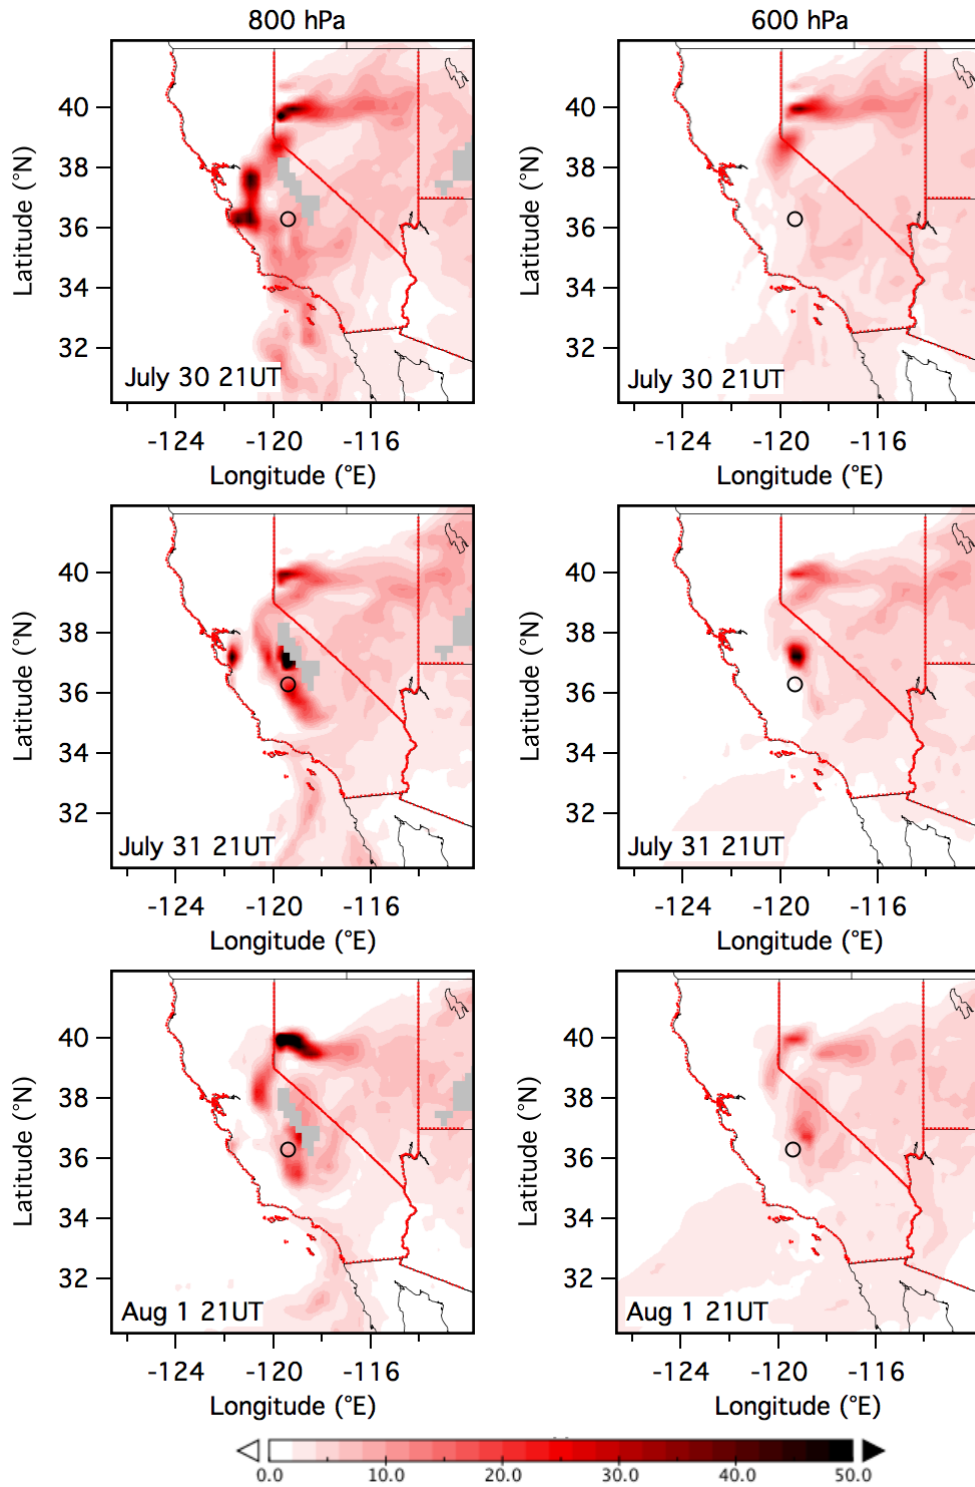 800 hPa 600 hPa
40
38
36
34
32
Latitude (°N)
July 30 21UT
-124 -120 -116
Longitude (°E)
40
38
36
34
32
Latitude (°N)
July 30 21UT
-124 -120 -116
Longitude (°E)
40
38
36
34
32
Latitude (°N)
July 31 21UT
-124 -120 -116
Longitude (°E)
40
38
36
34
32
Latitude (°N)
July 31 21UT
-124 -120 -116
Longitude (°E)
40
38
36
34
32
Latitude (°N)
Aug 1 21UT
-124 -120 -116
Longitude (°E)
40
38
36
34
32
Latitude (°N)
Aug 1 21UT
-124 -120 -116
Longitude (°E)
0.0 10.0 20.0 30.0 40.0 50.0